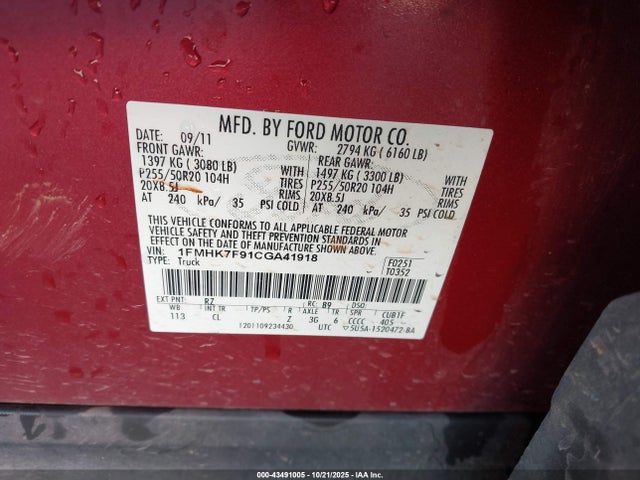 MFD. BY FORD MOTOR CO.
DATE: 09/11 GVWR: 2794 KG ( 6160 LB)
FRONT GAWR: REAR GAWR:
1397 KG ( 3080 LB) WITH 1497 KG ( 3300 LB) WITH
P255/50R20 104H TIRES P255/50R20 104H TIRES
20X8.5J RIMS 20X8.5J RIMS
AT 240 kPa/ 35 PSI COLD AT 240 kPa/ 35 PSI COLD
THIS VEHICLE CONFORMS TO ALL APPLICABLE FEDERAL MOTOR
VEHICLE SAFETY AND THEFT PREVENTION STANDARDS IN
EFFECT ON THE DATE OF MANUFACTURE SHOWN ABOVE.
VIN: 1FMHK7F91CGA41918 F0251
TYPE: Truck T0352
EXT PNT: RZ RC: 89 DSO:
WB INT TR TP/PS R AXLE TR SPR CUB1F
113 CL Z 3G 6 CCCC 405
1201109234430 UTC 5U5A-1520472-BA
000-43491005 - 10/21/2025 - IAA Inc.